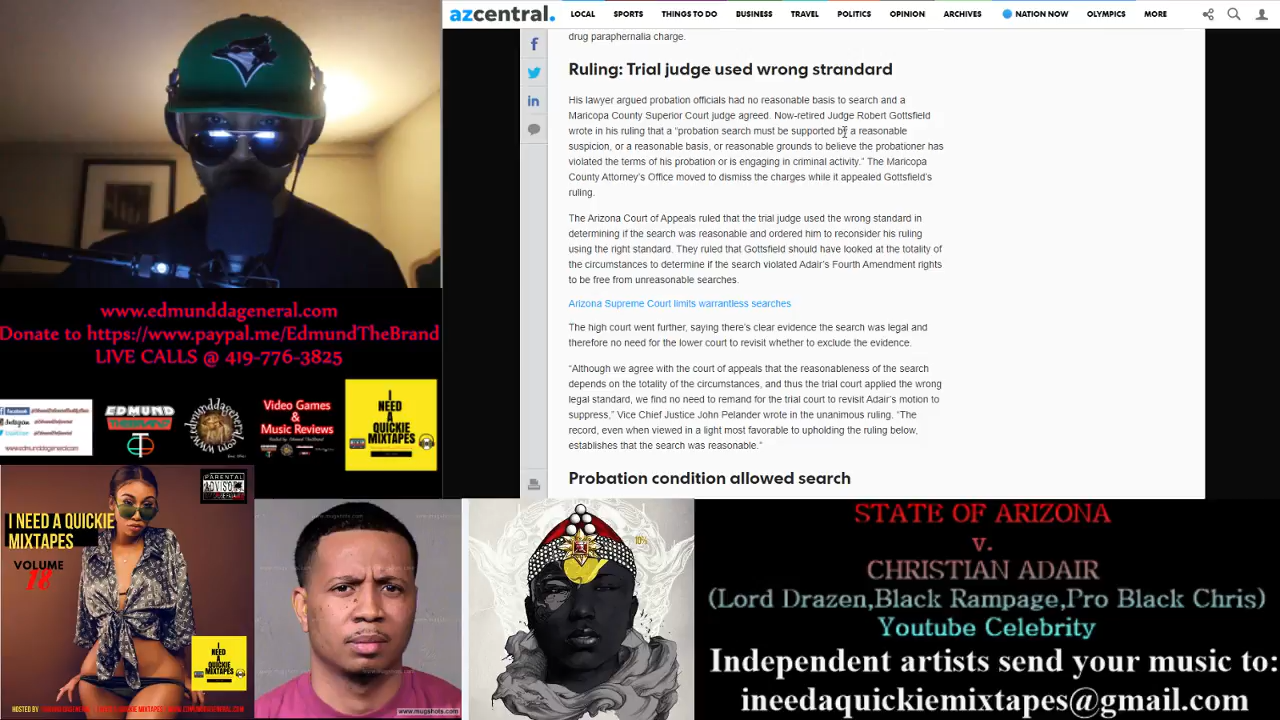 azcentral.
LOCAL SPORTS THINGS TO DO BUSINESS TRAVEL POLITICS OPINION ARCHIVES NATION NOW OLYMPICS MORE
drug paraphernalia charge.
Ruling: Trial judge used wrong strandard
His lawyer argued probation officials had no reasonable basis to search and a
Maricopa County Superior Court judge agreed. Now-retired Judge Robert Gottsfield
wrote in his ruling that a “probation search must be supported by a reasonable
suspicion, or a reasonable basis, or reasonable grounds to believe the probationer has
violated the terms of his probation or is engaging in criminal activity.” The Maricopa
County Attorney’s Office moved to dismiss the charges while it appealed Gottsfield’s
ruling.
The Arizona Court of Appeals ruled that the trial judge used the wrong standard in
determining if the search was reasonable and ordered him to reconsider his ruling
using the right standard. They ruled that Gottsfield should have looked at the totality of
the circumstances to determine if the search violated Adair’s Fourth Amendment rights
to be free from unreasonable searches.
Arizona Supreme Court limits warrantless searches
The high court went further, saying there’s clear evidence the search was legal and
therefore no need for the lower court to revisit whether to exclude the evidence.
“Although we agree with the court of appeals that the reasonableness of the search
depends on the totality of the circumstances, and thus the trial court applied the wrong
legal standard, we find no need to remand for the trial court to revisit Adair’s motion to
suppress,” Vice Chief Justice John Pelander wrote in the unanimous ruling. “The
record, even when viewed in a light most favorable to upholding the ruling below,
establishes that the search was reasonable.”
Probation condition allowed search
www.edmunddageneral.com
Donate to https://www.paypal.me/EdmundTheBrand
LIVE CALLS @ 419-776-3825
EDMUND
THEBRAND
Video Games
&
Music Reviews
I
NEED
A
QUICKIE
MIXTAPES
PARENTAL
I NEED A QUICKIE
MIXTAPES
VOLUME
18
I
NEED
A
QUICKIE
MIXTAPES
HOSTED BY
www.mugshots.com
STATE OF ARIZONA
v.
CHRISTIAN ADAIR
(Lord Drazen,Black Rampage,Pro Black Chris)
Youtube Celebrity
Independent artists send your music to:
ineedaquickiemixtapes@gmail.com